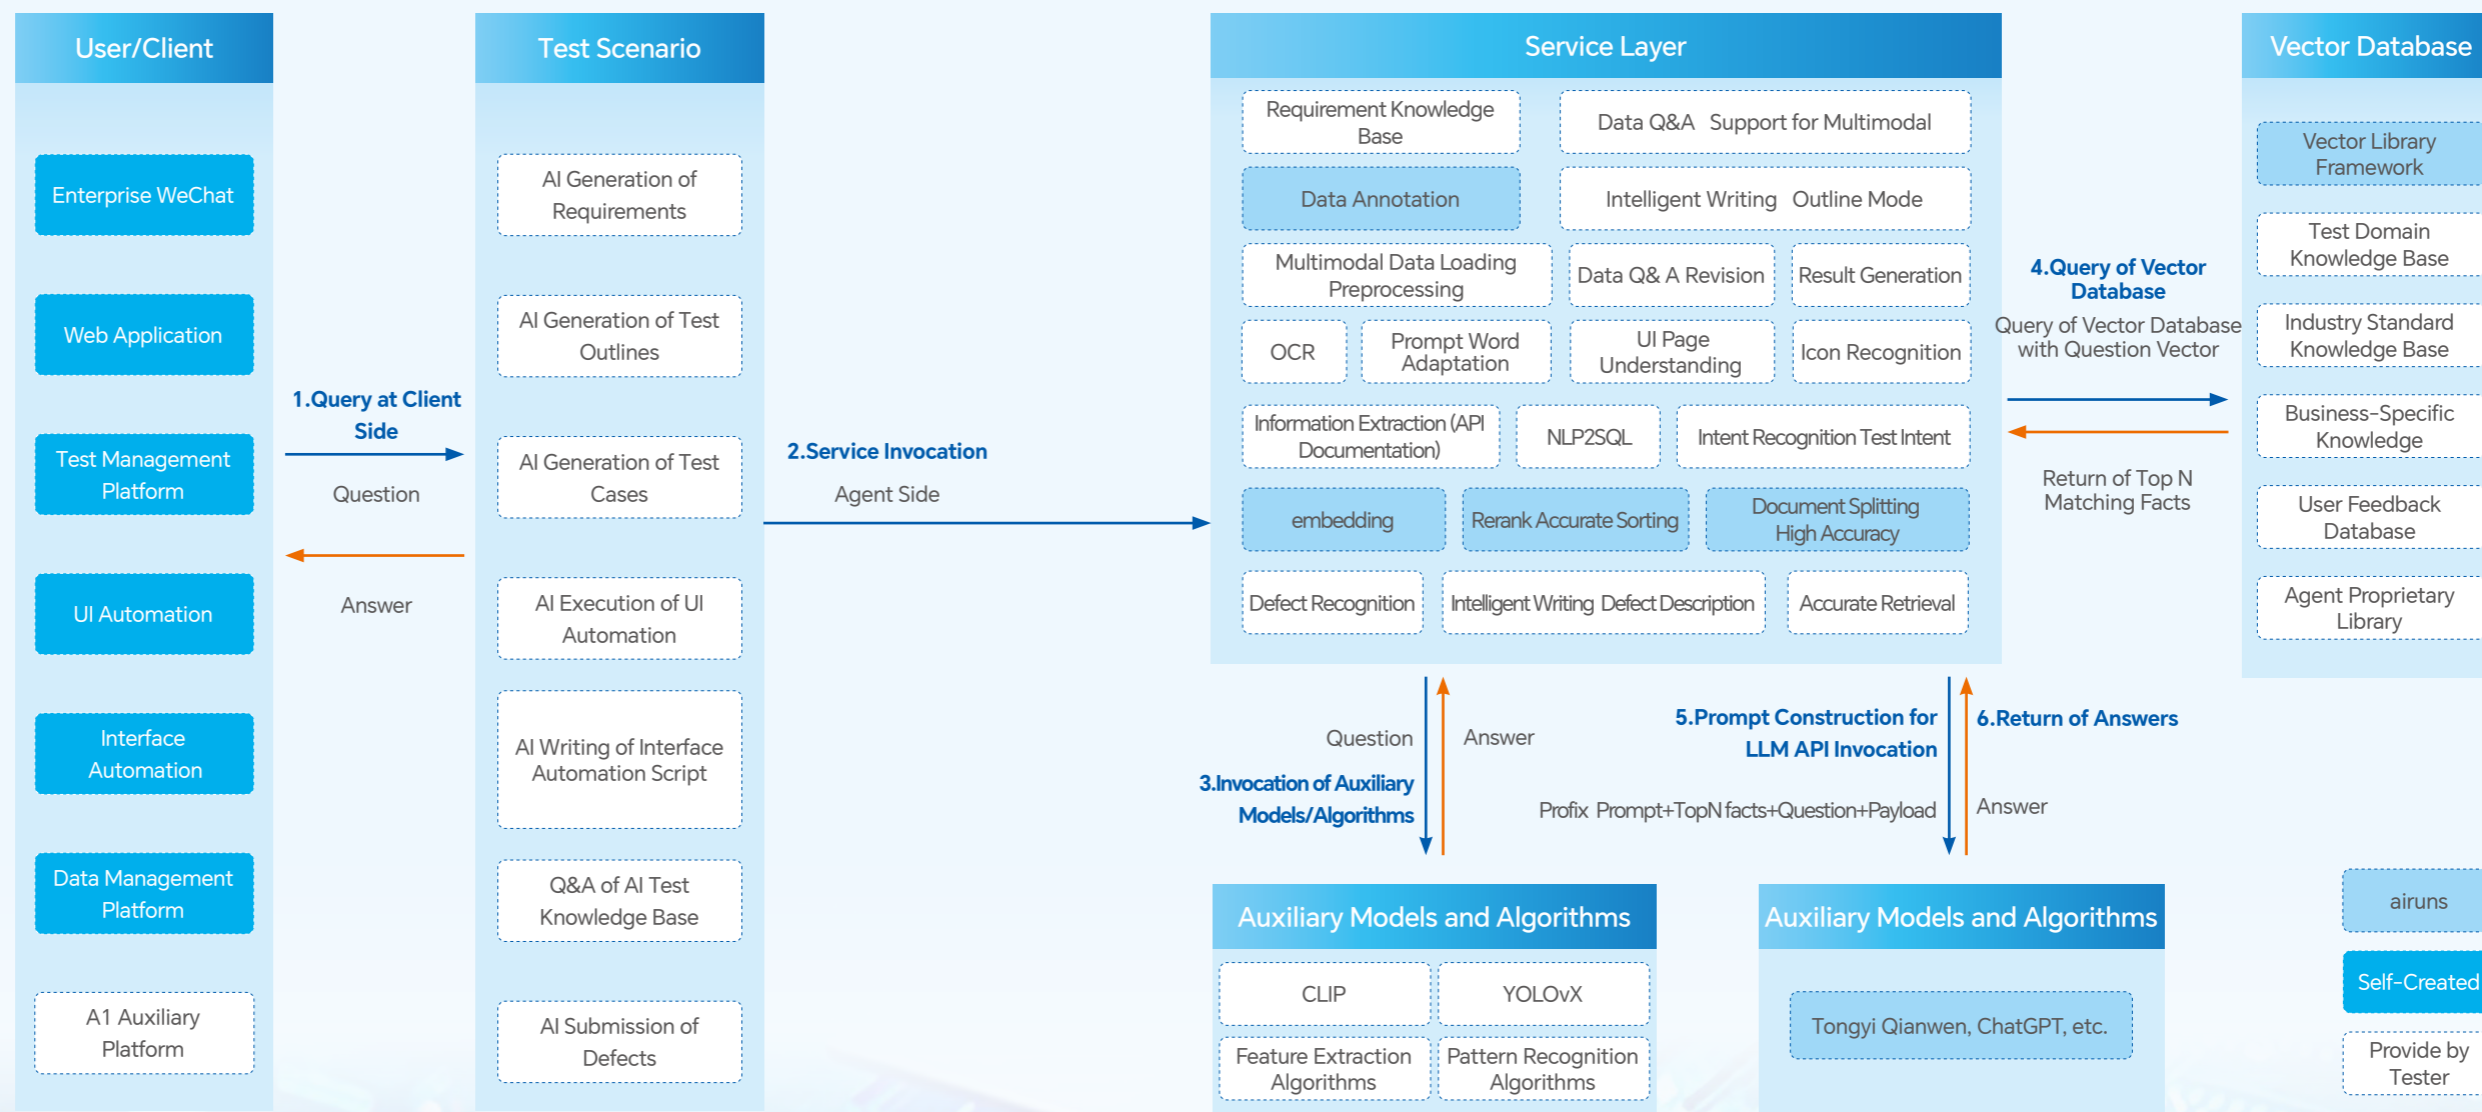 User/Client
Enterprise WeChat
Web Application
Test Management
Platform
UI Automation
Interface
Automation
Data Management
Platform
A1 Auxiliary
Platform
1.Query at Client
Side
Question
Answer
Test Scenario
AI Generation of
Requirements
AI Generation of Test
Outlines
AI Generation of Test
Cases
AI Execution of UI
Automation
AI Writing of Interface
Automation Script
Q&A of AI Test
Knowledge Base
AI Submission of
Defects
2.Service Invocation
Agent Side
Service Layer
Requirement Knowledge
Base
Data Q&A Support for Multimodal
Data Annotation
Intelligent Writing Outline Mode
Multimodal Data Loading
Preprocessing
Data Q& A Revision
Result Generation
OCR
Prompt Word
Adaptation
UI Page
Understanding
Icon Recognition
Information Extraction (API
Documentation)
NLP2SQL
Intent Recognition Test Intent
embedding
Rerank Accurate Sorting
Document Splitting
High Accuracy
Defect Recognition
Intelligent Writing Defect Description
Accurate Retrieval
4.Query of Vector
Database
Query of Vector Database
with Question Vector
Return of Top N
Matching Facts
Vector Database
Vector Library
Framework
Test Domain
Knowledge Base
Industry Standard
Knowledge Base
Business-Specific
Knowledge
User Feedback
Database
Agent Proprietary
Library
Question
3.Invocation of Auxiliary
Models/Algorithms
Answer
5.Prompt Construction for
LLM API Invocation
Profix Prompt+TopN facts+Question+Payload
6.Return of Answers
Answer
Auxiliary Models and Algorithms
CLIP
YOLOvX
Feature Extraction
Algorithms
Pattern Recognition
Algorithms
Auxiliary Models and Algorithms
Tongyi Qianwen, ChatGPT, etc.
airuns
Self-Created
Provide by
Tester